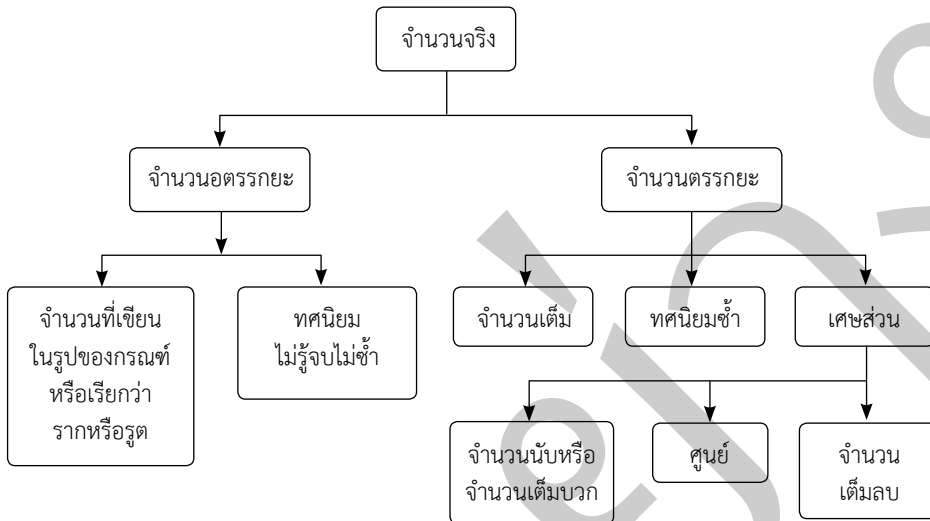 จำนวนจริง
จำนวนอตรรกยะ
จำนวนตรรกยะ
จำนวนที่เขียน
ในรูปของกรณฑ์
หรือเรียกว่า
รากหรือรูต
ทศนิยม
ไม่รู้จบไม่ซ้ำ
จำนวนเต็ม
ทศนิยมซ้ำ
เศษส่วน
จำนวนนับหรือ
จำนวนเต็มบวก
ศูนย์
จำนวน
เต็มลบ